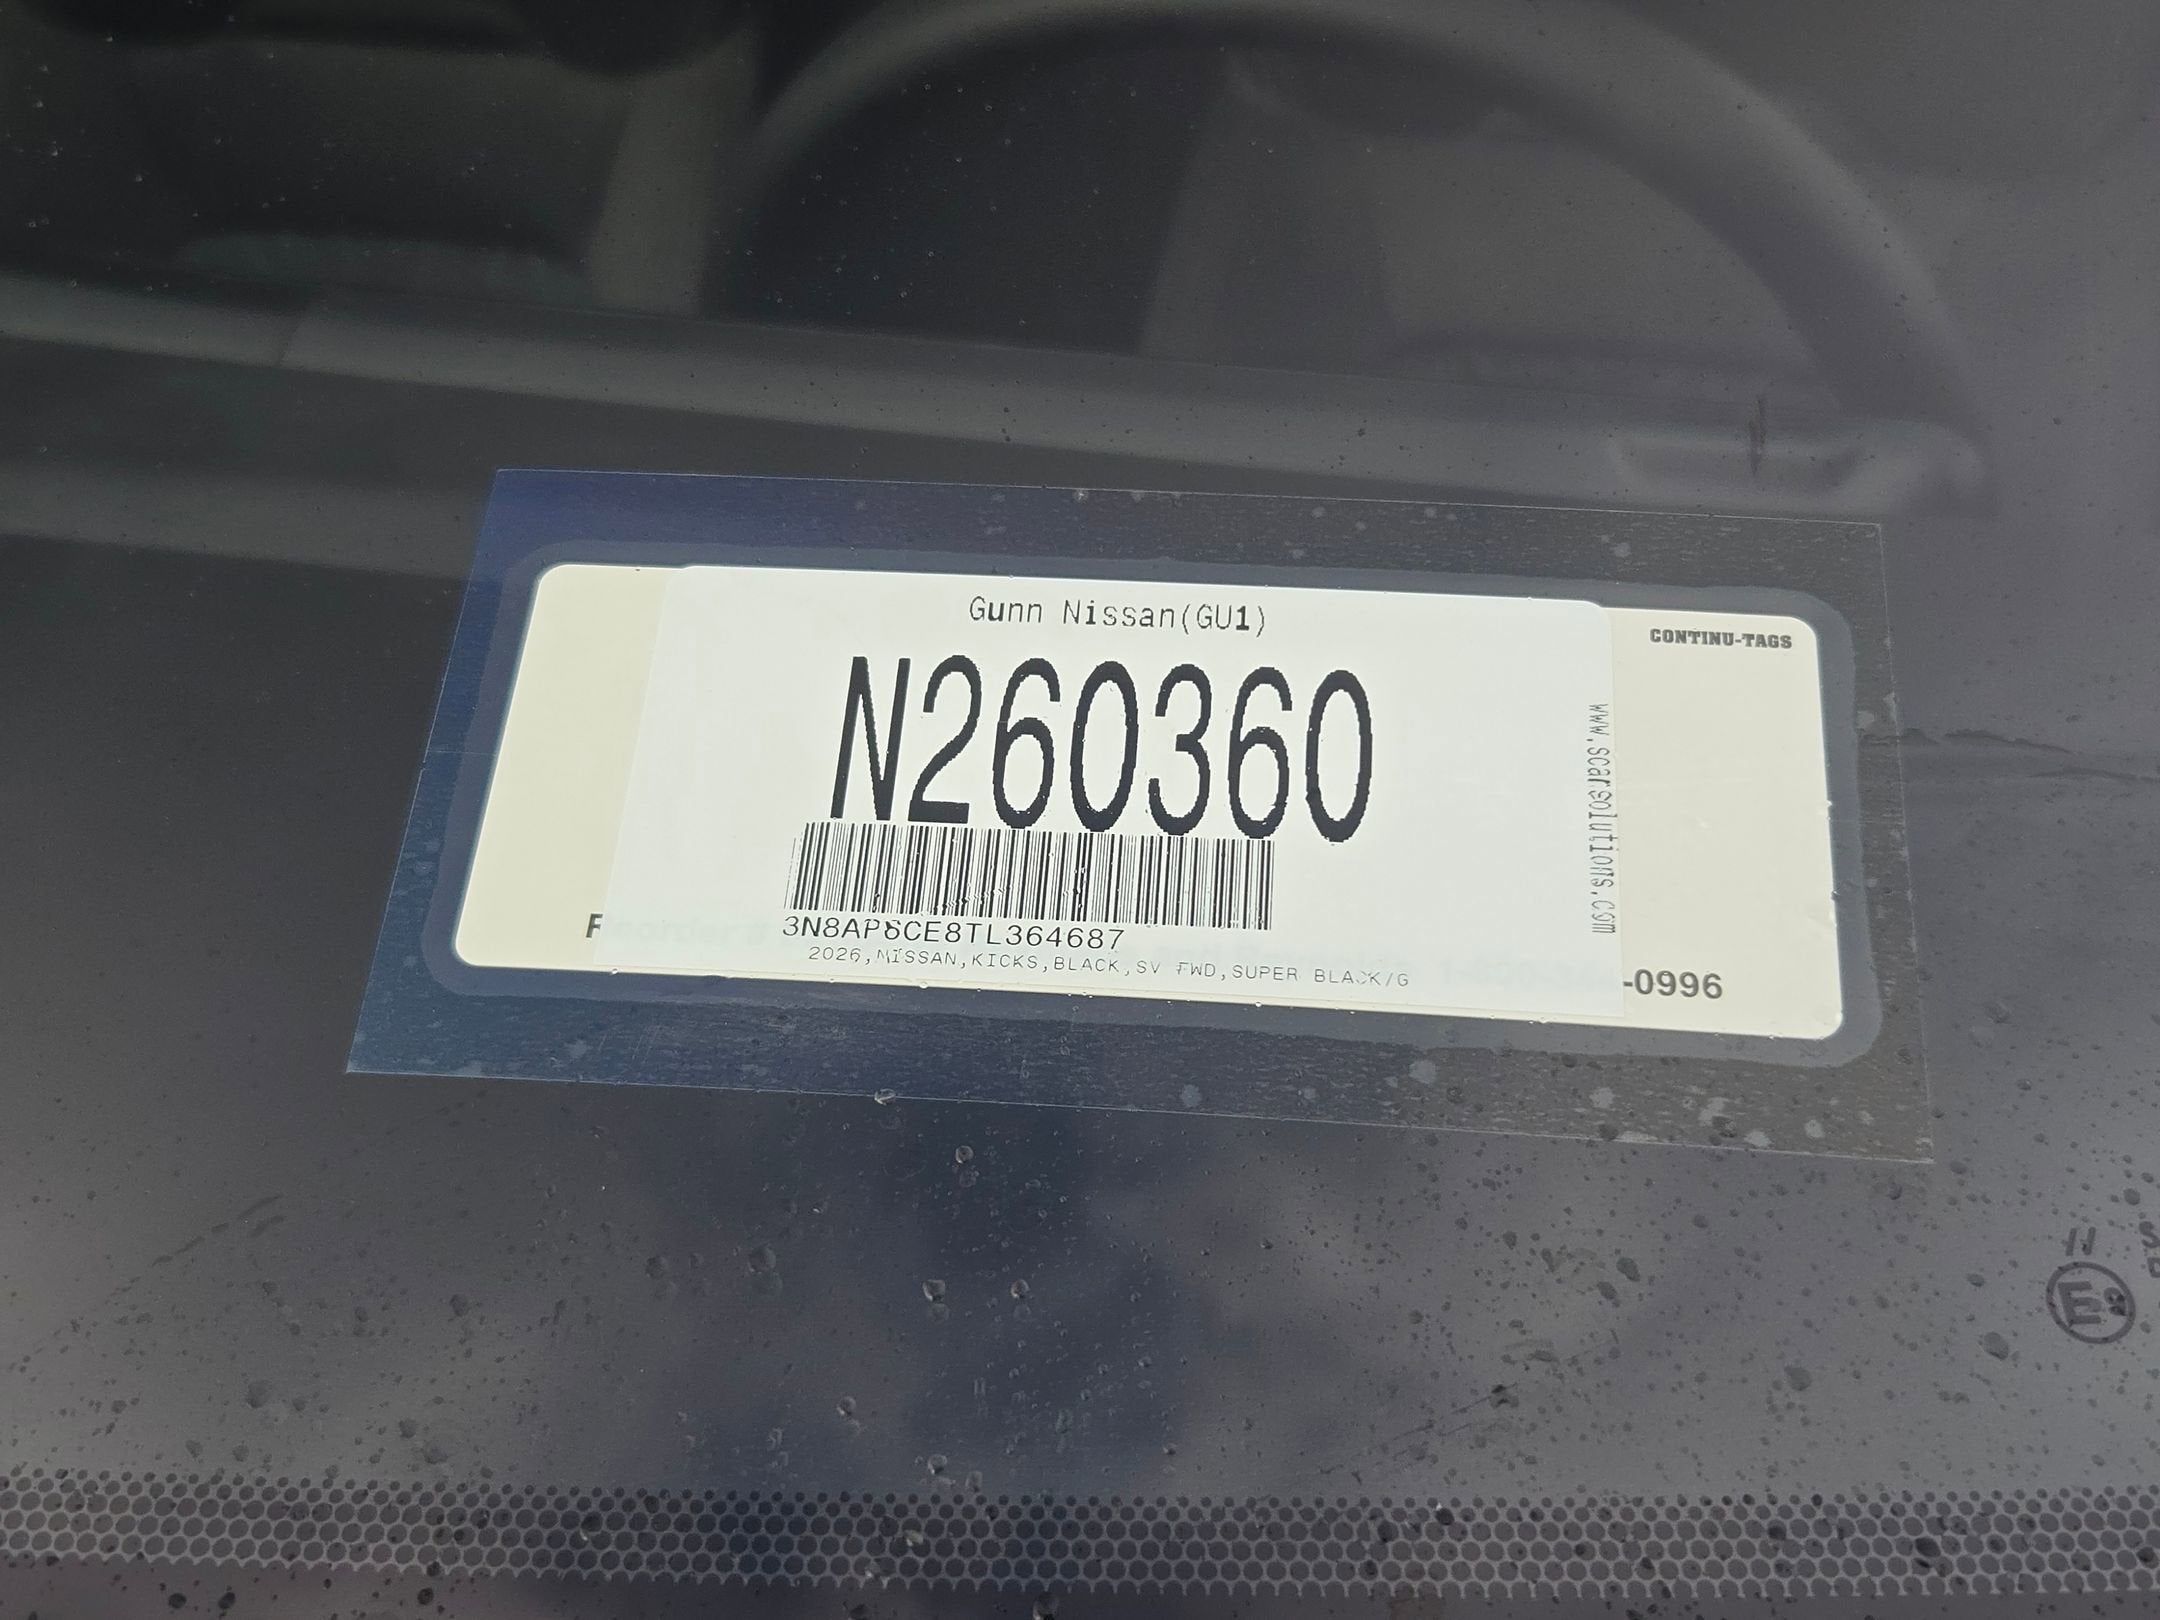 Gunn Nissan(GU1)
CONTINU-TAGS
N260360
www.scarsolutions.com
3N8AP6CE8TL364687
2026,NISSAN,KICKS,BLACK,SV FWD,SUPER BLACK/G
-0996
11
E